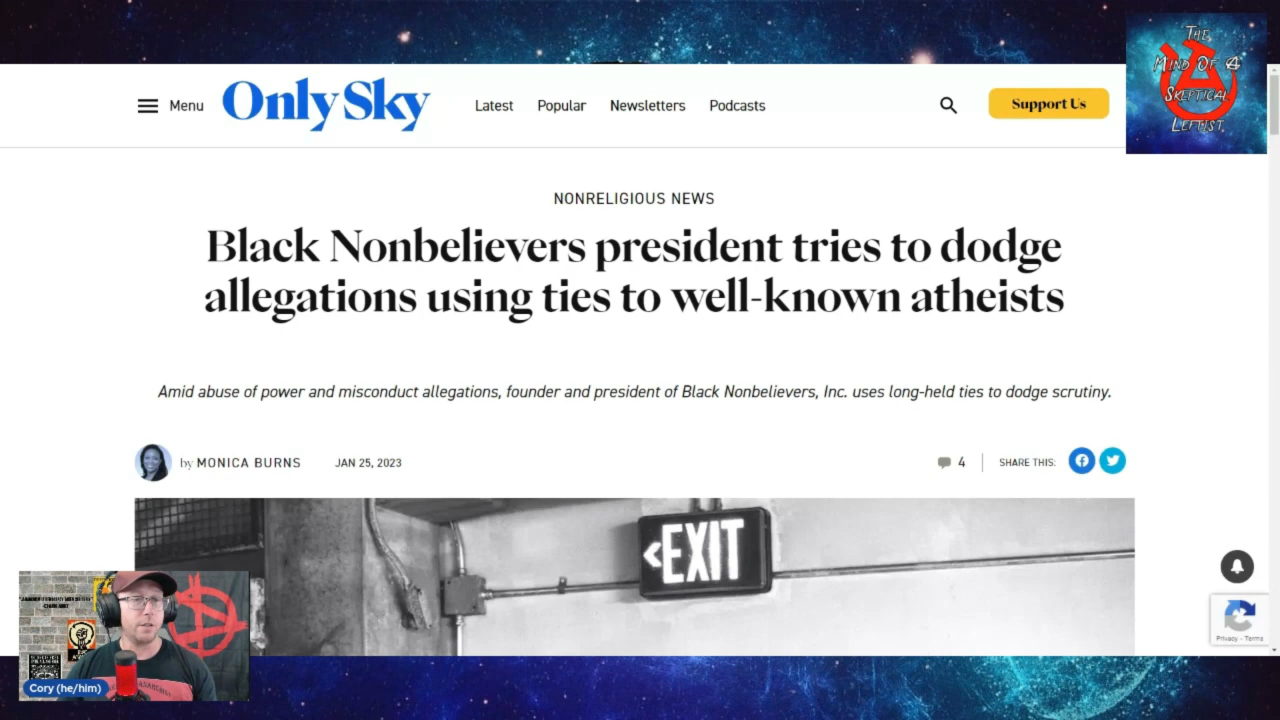 THE
MIND OF A
SKEPTICAL
LEFTIST
Menu
OnlySky
Latest
Popular
Newsletters
Podcasts
Support Us
NONRELIGIOUS NEWS
Black Nonbelievers president tries to dodge
allegations using ties to well-known atheists
Amid abuse of power and misconduct allegations, founder and president of Black Nonbelievers, Inc. uses long-held ties to dodge scrutiny.
by MONICA BURNS
JAN 25, 2023
4
SHARE THIS:
<EXIT
Privacy - Terms
Cory (he/him)